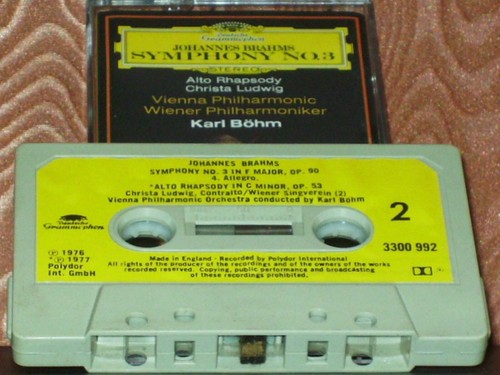 Deutsche
Grammophon
JOHANNES BRAHMS
SYMPHONY NO.3
STEREO
Alto Rhapsody
Christa Ludwig
Vienna Philharmonic
Wiener Philharmoniker
Karl Böhm
JOHANNES BRAHMS
SYMPHONY NO. 3 IN F MAJOR, OP. 90
4. Allegro.
*ALTO RHAPSODY IN C MINOR, OP. 53
Christa Ludwig, Contralto/Wiener Singverein (2)
Vienna Philharmonic Orchestra conducted by Karl Böhm
Deutsche
Grammophon
2
3300 992
℗ 1976
*℗ 1977
Polydor
Int. GmbH
Made in England · Recorded by Polydor International
All rights of the producer of the recordings and of the owners of the works
recorded reserved. Copying, public performance and broadcasting
of these recordings prohibited.